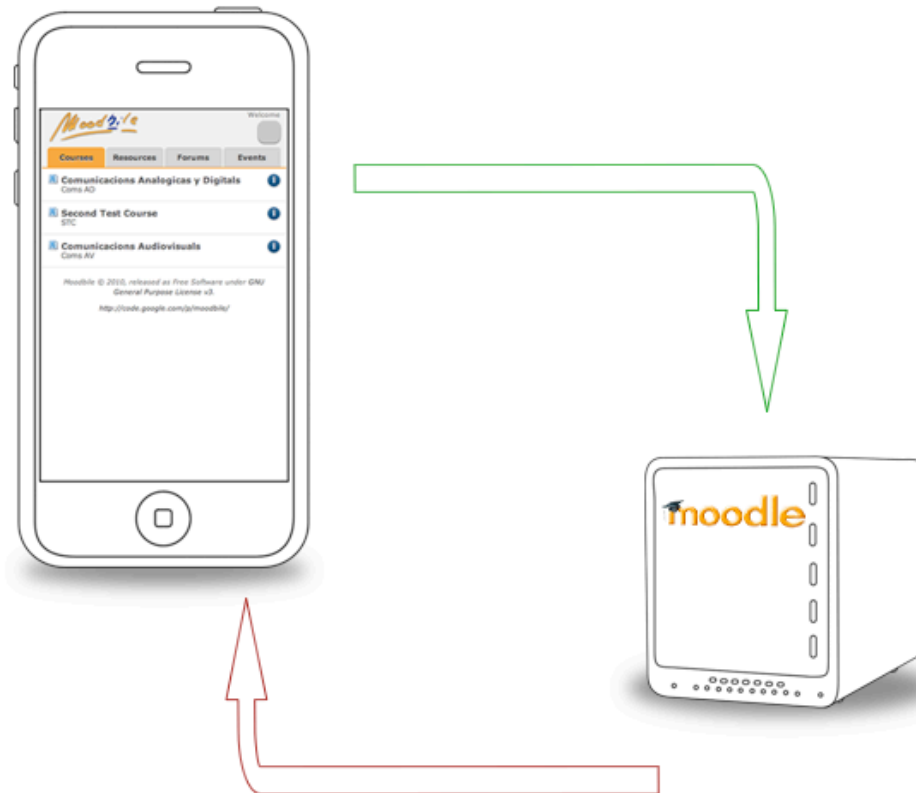 Moodbile
Welcome
Courses Resources Forums Events
Comunicacions Analogicas y Digitals
Coms AD
Second Test Course
STC
Comunicacions Audiovisuals
Coms AV
Moodbile © 2010, released as Free Software under GNU
General Purpose License v3.
http://code.google.com/p/moodbile/
moodle